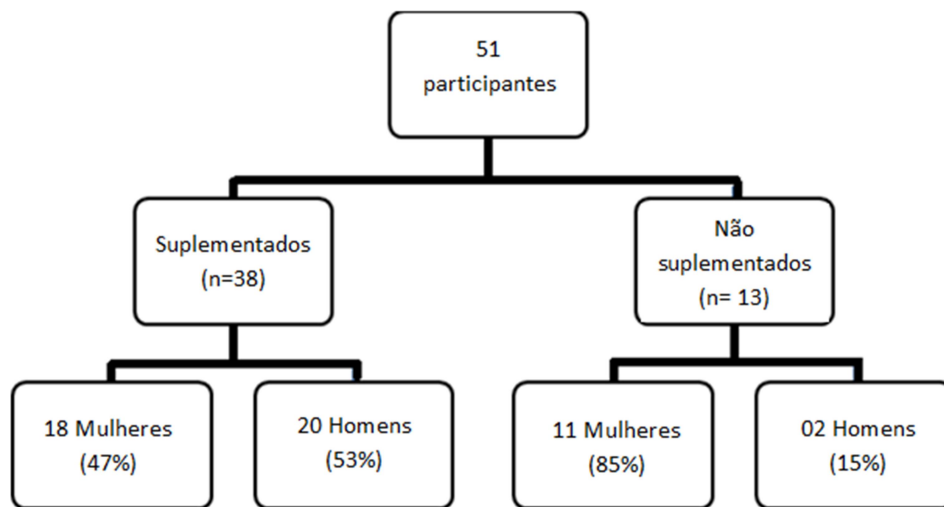 51
participantes
Suplementados
(n=38)
Não
suplementados
(n= 13)
18 Mulheres
(47%)
20 Homens
(53%)
11 Mulheres
(85%)
02 Homens
(15%)